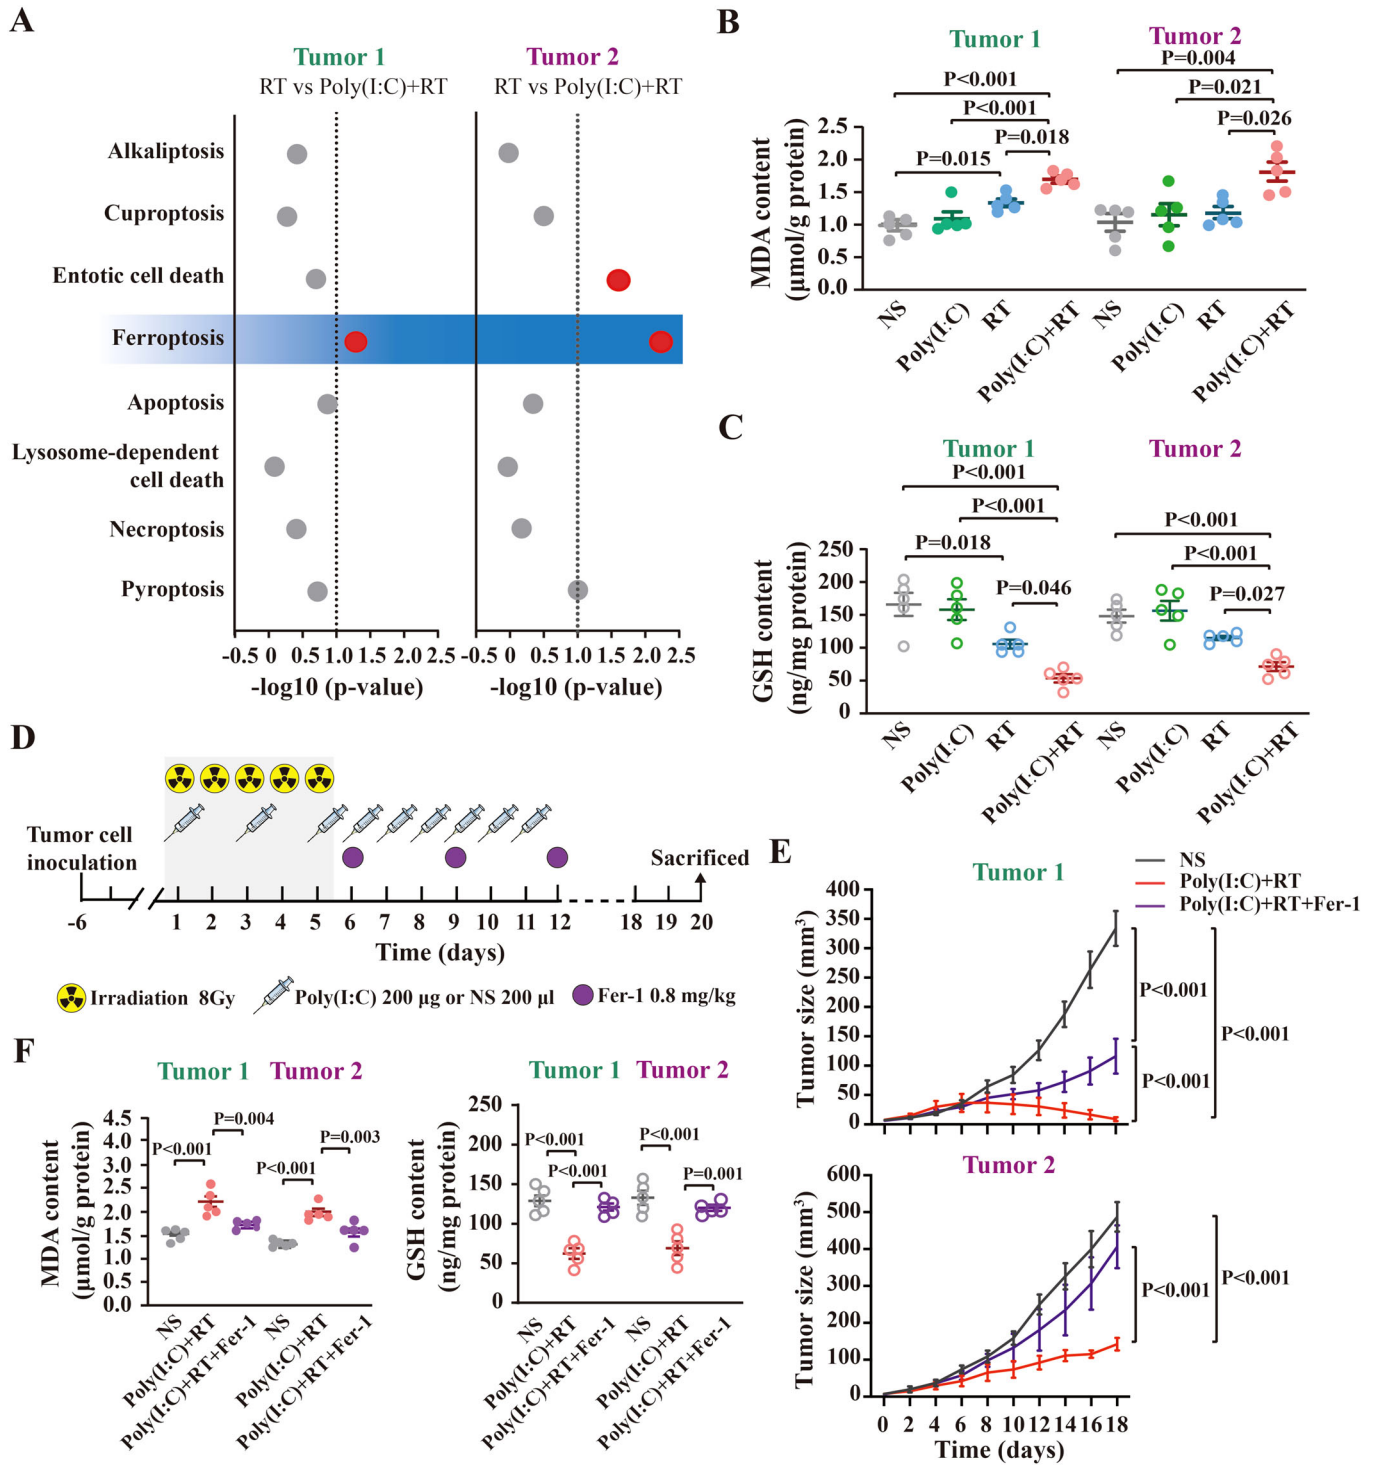 A
Tumor 1
RT vs Poly(I:C)+RT
Tumor 2
RT vs Poly(I:C)+RT
Alkaliptosis
Cuproptosis
Entotic cell death
Ferroptosis
Apoptosis
Lysosome-dependent
cell death
Necroptosis
Pyroptosis
-0.5 0 0.5 1.0 1.5 2.0 2.5
-0.5 0 0.5 1.0 1.5 2.0 2.5
-log10 (p-value)
-log10 (p-value)
B
Tumor 1
Tumor 2
P=0.004
P<0.001
P=0.021
P<0.001
P=0.026
P=0.018
P=0.015
MDA content
(μmol/g protein)
2.5
2.0
1.5
1.0
0.5
0.0
NS
Poly(I:C)
RT
Poly(I:C)+RT
NS
Poly(I:C)
RT
Poly(I:C)+RT
C
Tumor 1
Tumor 2
P<0.001
P<0.001
P<0.001
P=0.018
P<0.001
P=0.046
P=0.027
GSH content
(ng/mg protein)
250
200
150
100
50
0
NS
Poly(I:C)
RT
Poly(I:C)+RT
NS
Poly(I:C)
RT
Poly(I:C)+RT
D
Tumor cell
inoculation
Sacrificed
-6 1 2 3 4 5 6 8 9 10 11 12 18 19 20
Time (days)
Irradiation 8Gy
Poly(I:C) 200 μg or NS 200 μl
Fer-1 0.8 mg/kg
E
Tumor 1
NS
Poly(I:C)+RT
Poly(I:C)+RT+Fer-1
Tumor size (mm³)
400
350
300
250
200
150
100
50
0
P<0.001
P<0.001
P<0.001
Tumor 2
Tumor size (mm³)
600
500
400
300
200
100
0
P<0.001
P<0.001
0 2 4 6 8 10 12 14 16 18
Time (days)
F
Tumor 1
Tumor 2
MDA content
(μmol/g protein)
4.5
4.0
3.0
2.5
2.0
1.5
1.0
0.5
0.0
P<0.001
P=0.004
P<0.001
P=0.003
NS
Poly(I:C)+RT
Poly(I:C)+RT+Fer-1
NS
Poly(I:C)+RT
Poly(I:C)+RT+Fer-1
Tumor 1
Tumor 2
GSH content
(ng/mg protein)
250
200
150
100
50
0
P<0.001
P<0.001
P<0.001
P=0.001
NS
Poly(I:C)+RT
Poly(I:C)+RT+Fer-1
NS
Poly(I:C)+RT
Poly(I:C)+RT+Fer-1